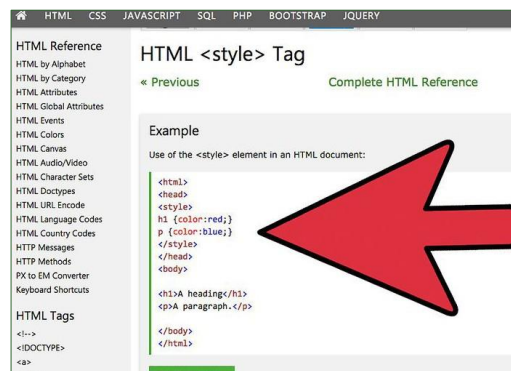 HTML CSS JAVASCRIPT SQL PHP BOOTSTRAP JQUERY
HTML Reference
HTML by Alphabet
HTML by Category
HTML Attributes
HTML Global Attributes
HTML Events
HTML Colors
HTML Canvas
HTML Audio/Video
HTML Character Sets
HTML Doctypes
HTML URL Encode
HTML Language Codes
HTML Country Codes
HTTP Messages
HTTP Methods
PX to EM Converter
Keyboard Shortcuts
HTML Tags
<!-->
<!DOCTYPE>
<a>
HTML <style> Tag
« Previous
Complete HTML Reference
Example
Use of the <style> element in an HTML document:
<html>
<head>
<style>
h1 {color:red;}
p {color:blue;}
</style>
</head>
<body>
<h1>A heading</h1>
<p>A paragraph.</p>
</body>
</html>